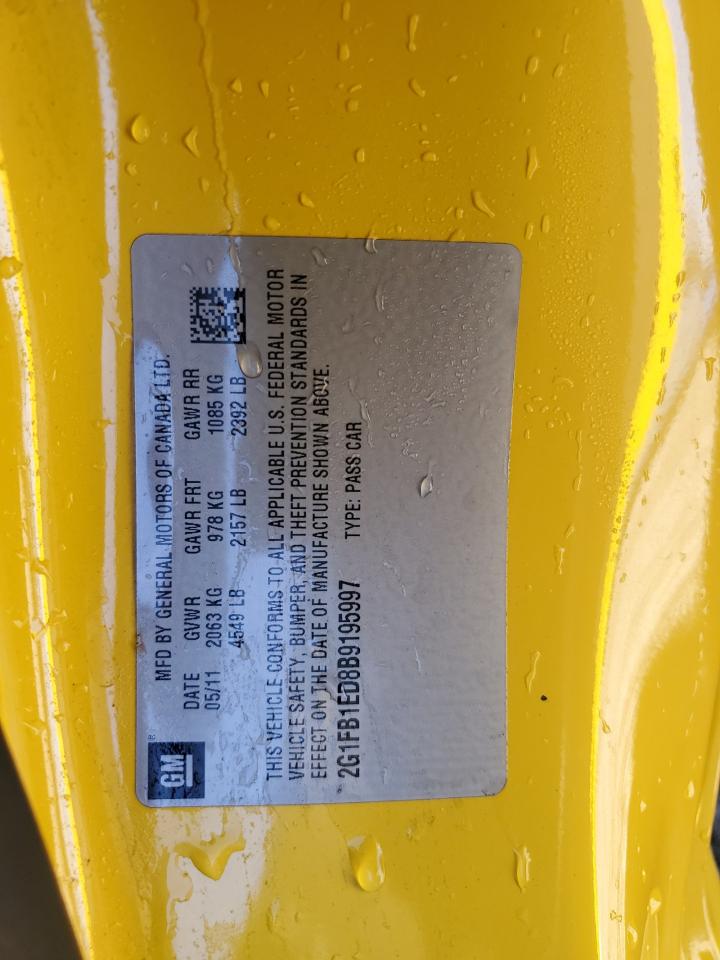 GM ®
MFD BY GENERAL MOTORS OF CANADA LTD.
DATE GVWR GAWR FRT GAWR RR
05/11 2063 KG 978 KG 1085 KG
4549 LB 2157 LB 2392 LB
THIS VEHICLE CONFORMS TO ALL APPLICABLE U.S. FEDERAL MOTOR
VEHICLE SAFETY, BUMPER, AND THEFT PREVENTION STANDARDS IN
EFFECT ON THE DATE OF MANUFACTURE SHOWN ABOVE.
2G1FB1ED8B9195997 TYPE: PASS CAR